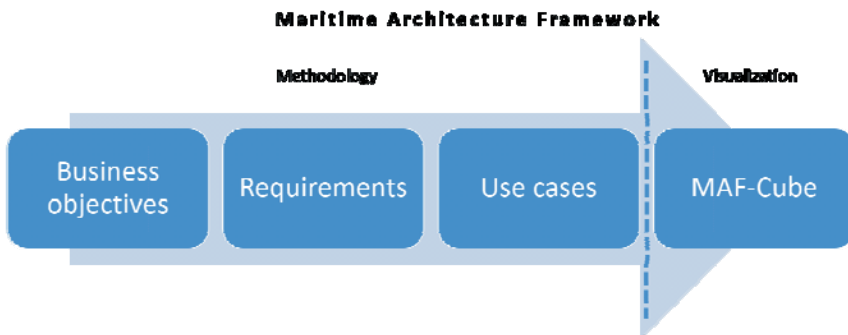 Maritime Architecture Framework
Methodology
Visualization
Business
objectives
Requirements
Use cases
MAF-Cube